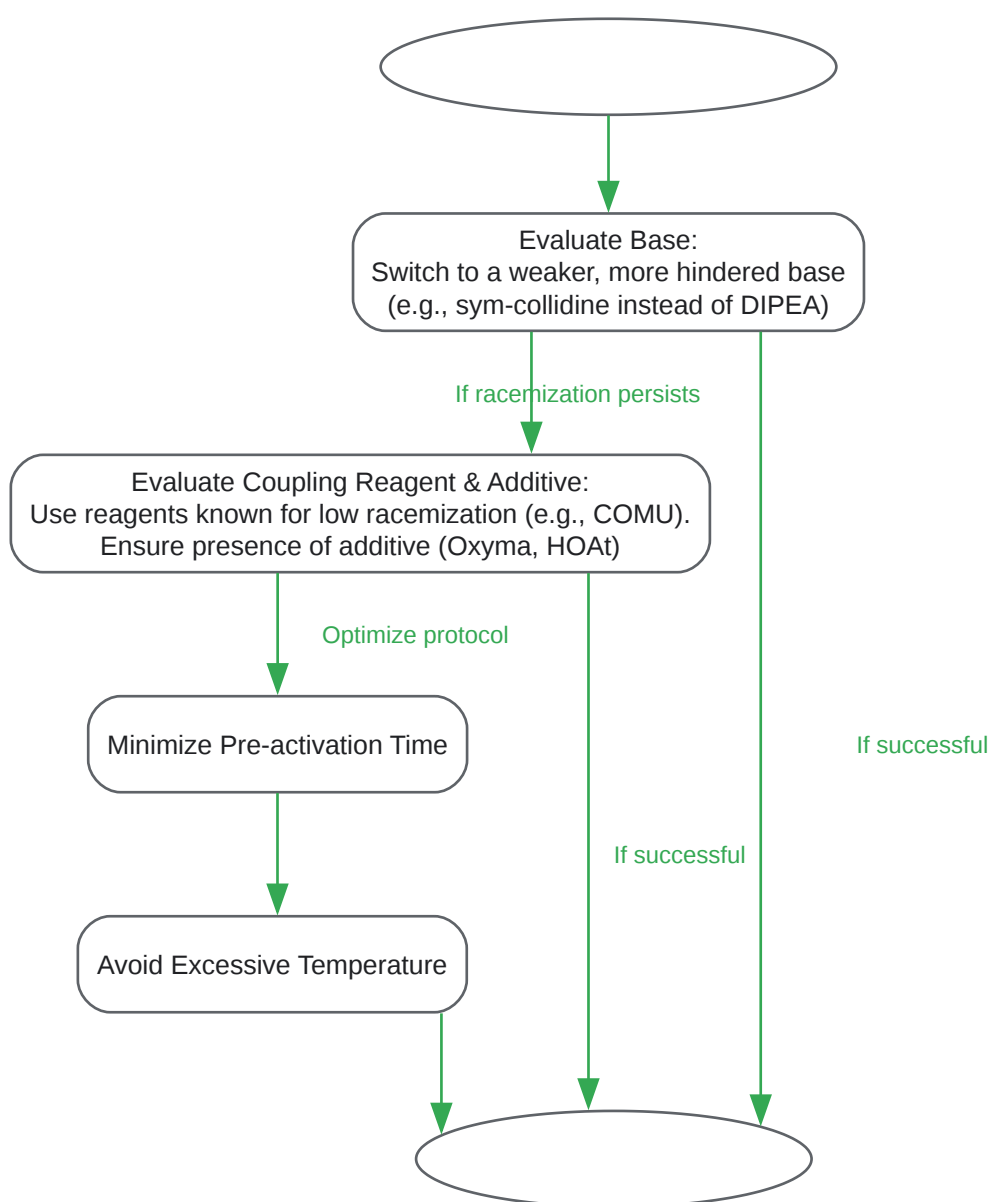 Evaluate Base:
Switch to a weaker, more hindered base
(e.g., sym-collidine instead of DIPEA)
If racemization persists
Evaluate Coupling Reagent & Additive:
Use reagents known for low racemization (e.g., COMU).
Ensure presence of additive (Oxyma, HOAt)
Optimize protocol
Minimize Pre-activation Time
If successful
If successful
Avoid Excessive Temperature